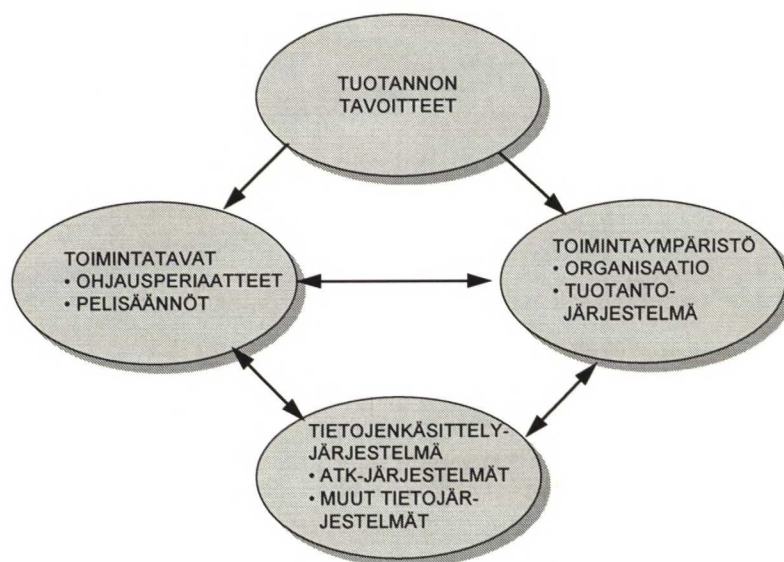 TUOTANNON
TAVOITTEET
TOIMINTATAVAT
• OHJAUSPERIAATTEET
• PELISÄÄNNÖT
TOIMINTAYMPÄRISTÖ
• ORGANISAATIO
• TUOTANTO-
JÄRJESTELMÄ
TIETOJENKÄSITTELY-
JÄRJESTELMÄ
• ATK-JÄRJESTELMÄT
• MUUT TIETOJÄR-
JESTELMÄT